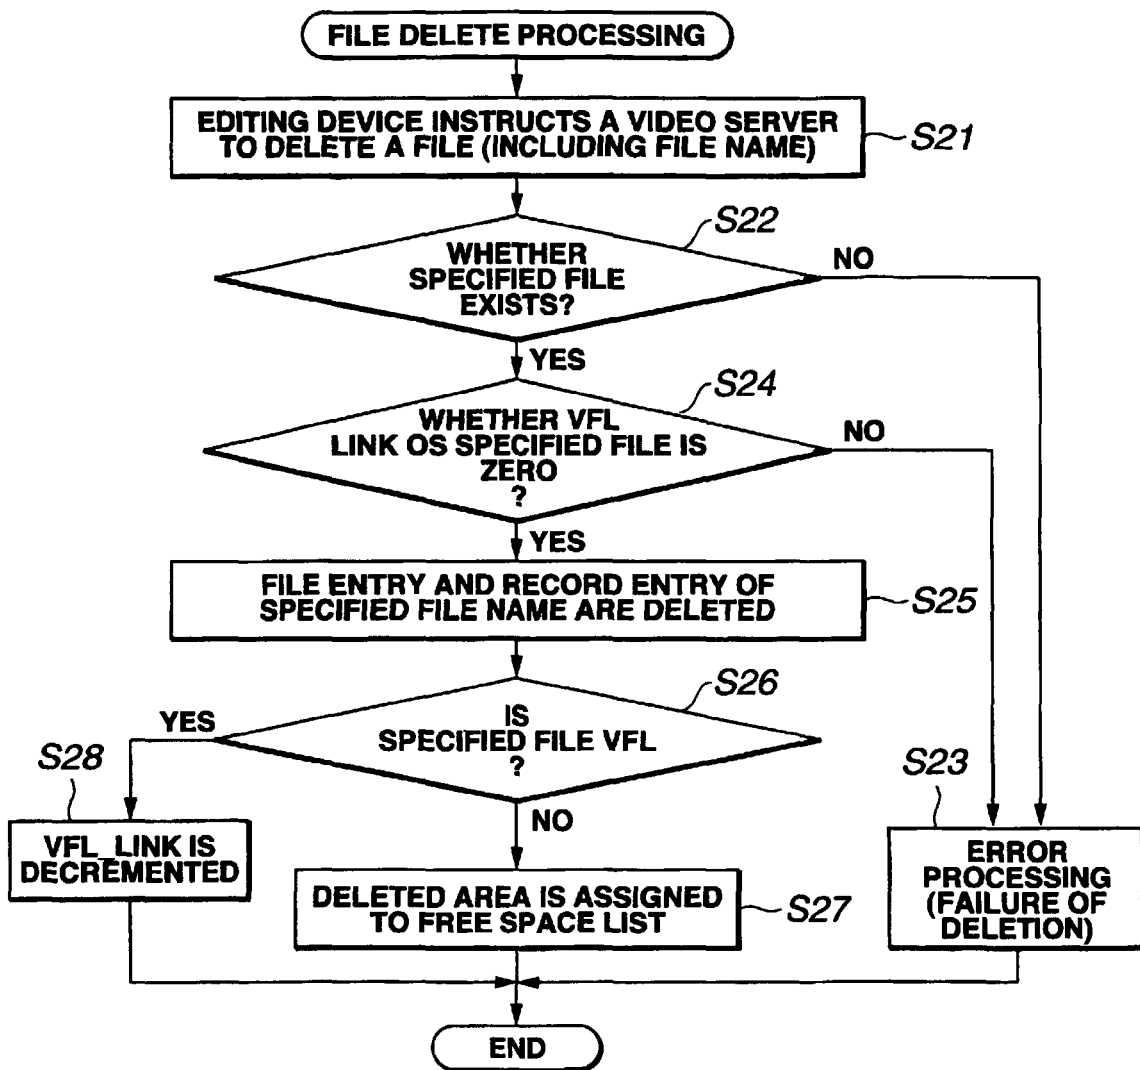 FILE DELETE PROCESSING
EDITING DEVICE INSTRUCTS A VIDEO SERVER
TO DELETE A FILE (INCLUDING FILE NAME)
S21
S22
WHETHER
SPECIFIED FILE
EXISTS?
NO
YES
S24
WHETHER VFL
LINK OS SPECIFIED FILE IS
ZERO
?
NO
YES
FILE ENTRY AND RECORD ENTRY OF
SPECIFIED FILE NAME ARE DELETED
S25
S26
IS
SPECIFIED FILE VFL
?
YES
NO
S28
VFL_LINK IS
DECREMENTED
DELETED AREA IS ASSIGNED
TO FREE SPACE LIST
S27
S23
ERROR
PROCESSING
(FAILURE OF
DELETION)
END